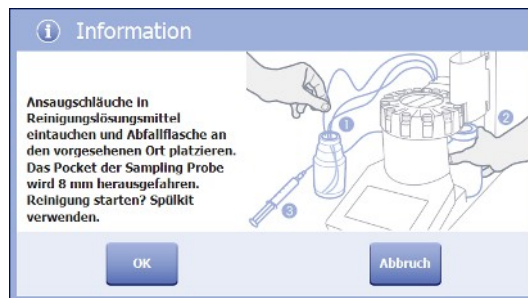 Information
Ansaugschläuche in
Reinigungslösungsmittel
eintauchen und Abfallflasche an
den vorgesehenen Ort platzieren.
Das Pocket der Sampling Probe
wird 8 mm herausgefahren.
Reinigung starten? Spülkit
verwenden.
1
2
3
OK
Abbruch